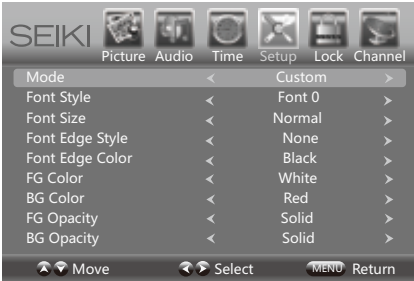 SEIKI
Picture Audio Time Setup Lock Channel
Mode Custom
Font Style Font 0
Font Size Normal
Font Edge Style None
Font Edge Color Black
FG Color White
BG Color Red
FG Opacity Solid
BG Opacity Solid
Move Select MENU Return